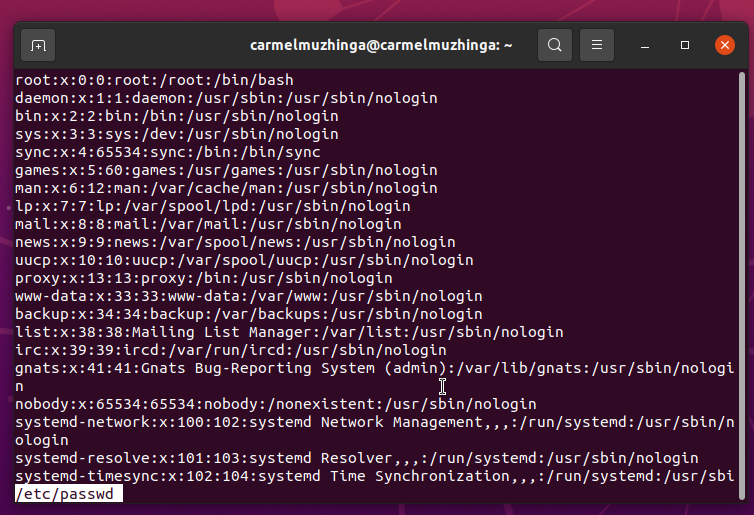 carmelmuzhinga@carmelmuzhinga: ~
root:x:0:0:root:/root:/bin/bash
daemon:x:1:1:daemon:/usr/sbin:/usr/sbin/nologin
bin:x:2:2:bin:/bin:/usr/sbin/nologin
sys:x:3:3:sys:/dev:/usr/sbin/nologin
sync:x:4:65534:sync:/bin:/bin/sync
games:x:5:60:games:/usr/games:/usr/sbin/nologin
man:x:6:12:man:/var/cache/man:/usr/sbin/nologin
lp:x:7:7:lp:/var/spool/lpd:/usr/sbin/nologin
mail:x:8:8:mail:/var/mail:/usr/sbin/nologin
news:x:9:9:news:/var/spool/news:/usr/sbin/nologin
uucp:x:10:10:uucp:/var/spool/uucp:/usr/sbin/nologin
proxy:x:13:13:proxy:/bin:/usr/sbin/nologin
www-data:x:33:33:www-data:/var/www:/usr/sbin/nologin
backup:x:34:34:backup:/var/backups:/usr/sbin/nologin
list:x:38:38:Mailing List Manager:/var/list:/usr/sbin/nologin
irc:x:39:39:ircd:/var/run/ircd:/usr/sbin/nologin
gnats:x:41:41:Gnats Bug-Reporting System (admin):/var/lib/gnats:/usr/sbin/nologi
n
nobody:x:65534:65534:nobody:/nonexistent:/usr/sbin/nologin
systemd-network:x:100:102:systemd Network Management,,,:/run/systemd:/usr/sbin/n
ologin
systemd-resolve:x:101:103:systemd Resolver,,,:/run/systemd:/usr/sbin/nologin
systemd-timesync:x:102:104:systemd Time Synchronization,,,:/run/systemd:/usr/sbi
/etc/passwd